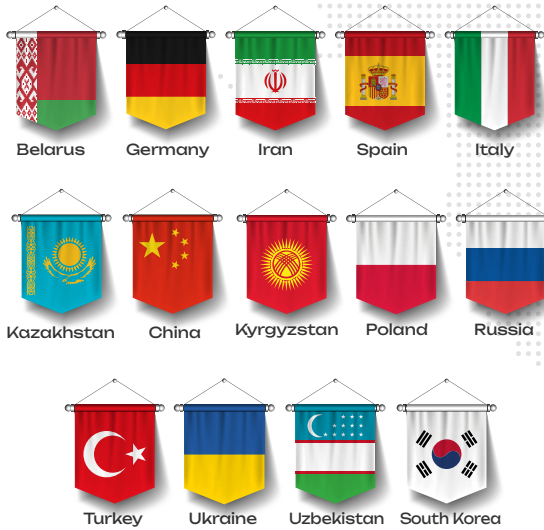 Belarus
Germany
Iran
Spain
Italy
Kazakhstan
China
Kyrgyzstan
Poland
Russia
Turkey
Ukraine
Uzbekistan
South Korea